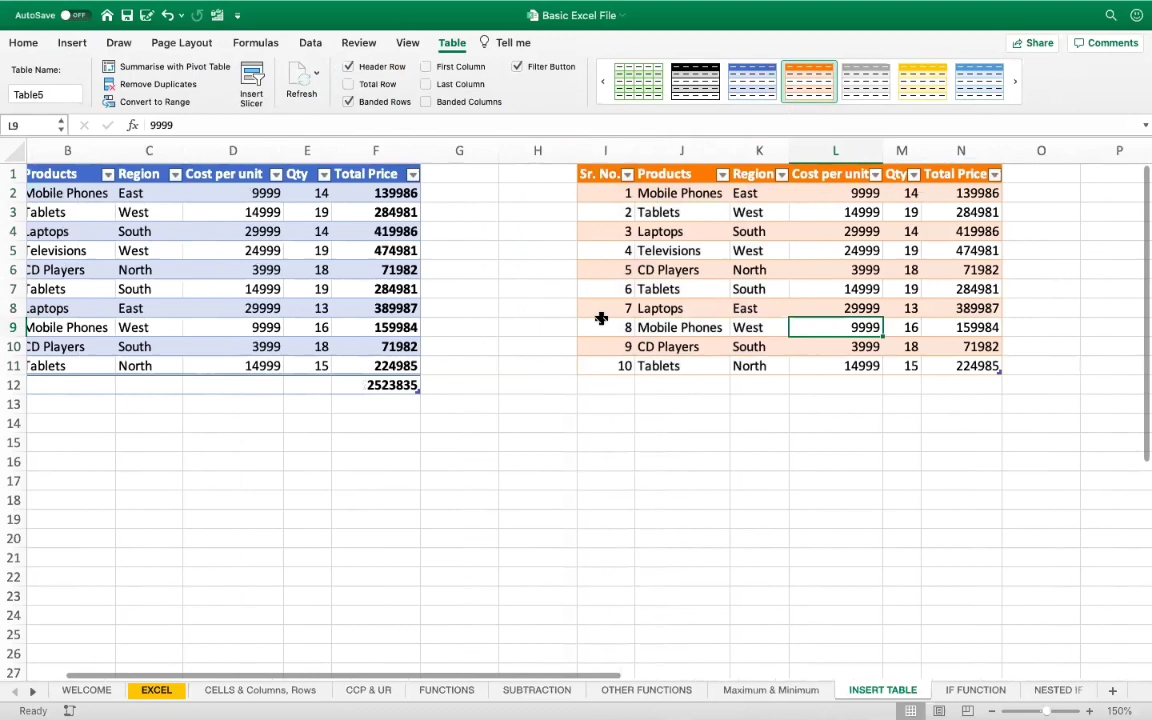 AutoSave OFF Basic Excel File
Home Insert Draw Page Layout Formulas Data Review View Table Tell me Share Comments
Table Name:
Table5
Summarise with Pivot Table
Remove Duplicates
Convert to Range
Insert
Slicer
Refresh
Header Row First Column Filter Button
Total Row Last Column
Banded Rows Banded Columns
L9 fx 9999
B C D E F G H I J K L M N O P
1 Products Region Cost per unit Qty Total Price Sr. No. Products Region Cost per unit Qty Total Price
2 Mobile Phones East 9999 14 139986 1 Mobile Phones East 9999 14 139986
3 Tablets West 14999 19 284981 2 Tablets West 14999 19 284981
4 Laptops South 29999 14 419986 3 Laptops South 29999 14 419986
5 Televisions West 24999 19 474981 4 Televisions West 24999 19 474981
6 CD Players North 3999 18 71982 5 CD Players North 3999 18 71982
7 Tablets South 14999 19 284981 6 Tablets South 14999 19 284981
8 Laptops East 29999 13 389987 7 Laptops East 29999 13 389987
9 Mobile Phones West 9999 16 159984 8 Mobile Phones West 9999 16 159984
10 CD Players South 3999 18 71982 9 CD Players South 3999 18 71982
11 Tablets North 14999 15 224985 10 Tablets North 14999 15 224985
12 2523835
13
14
15
16
17
18
19
20
21
22
23
24
25
26
27
WELCOME EXCEL CELLS & Columns, Rows CCP & UR FUNCTIONS SUBTRACTION OTHER FUNCTIONS Maximum & Minimum INSERT TABLE IF FUNCTION NESTED IF
Ready 150%